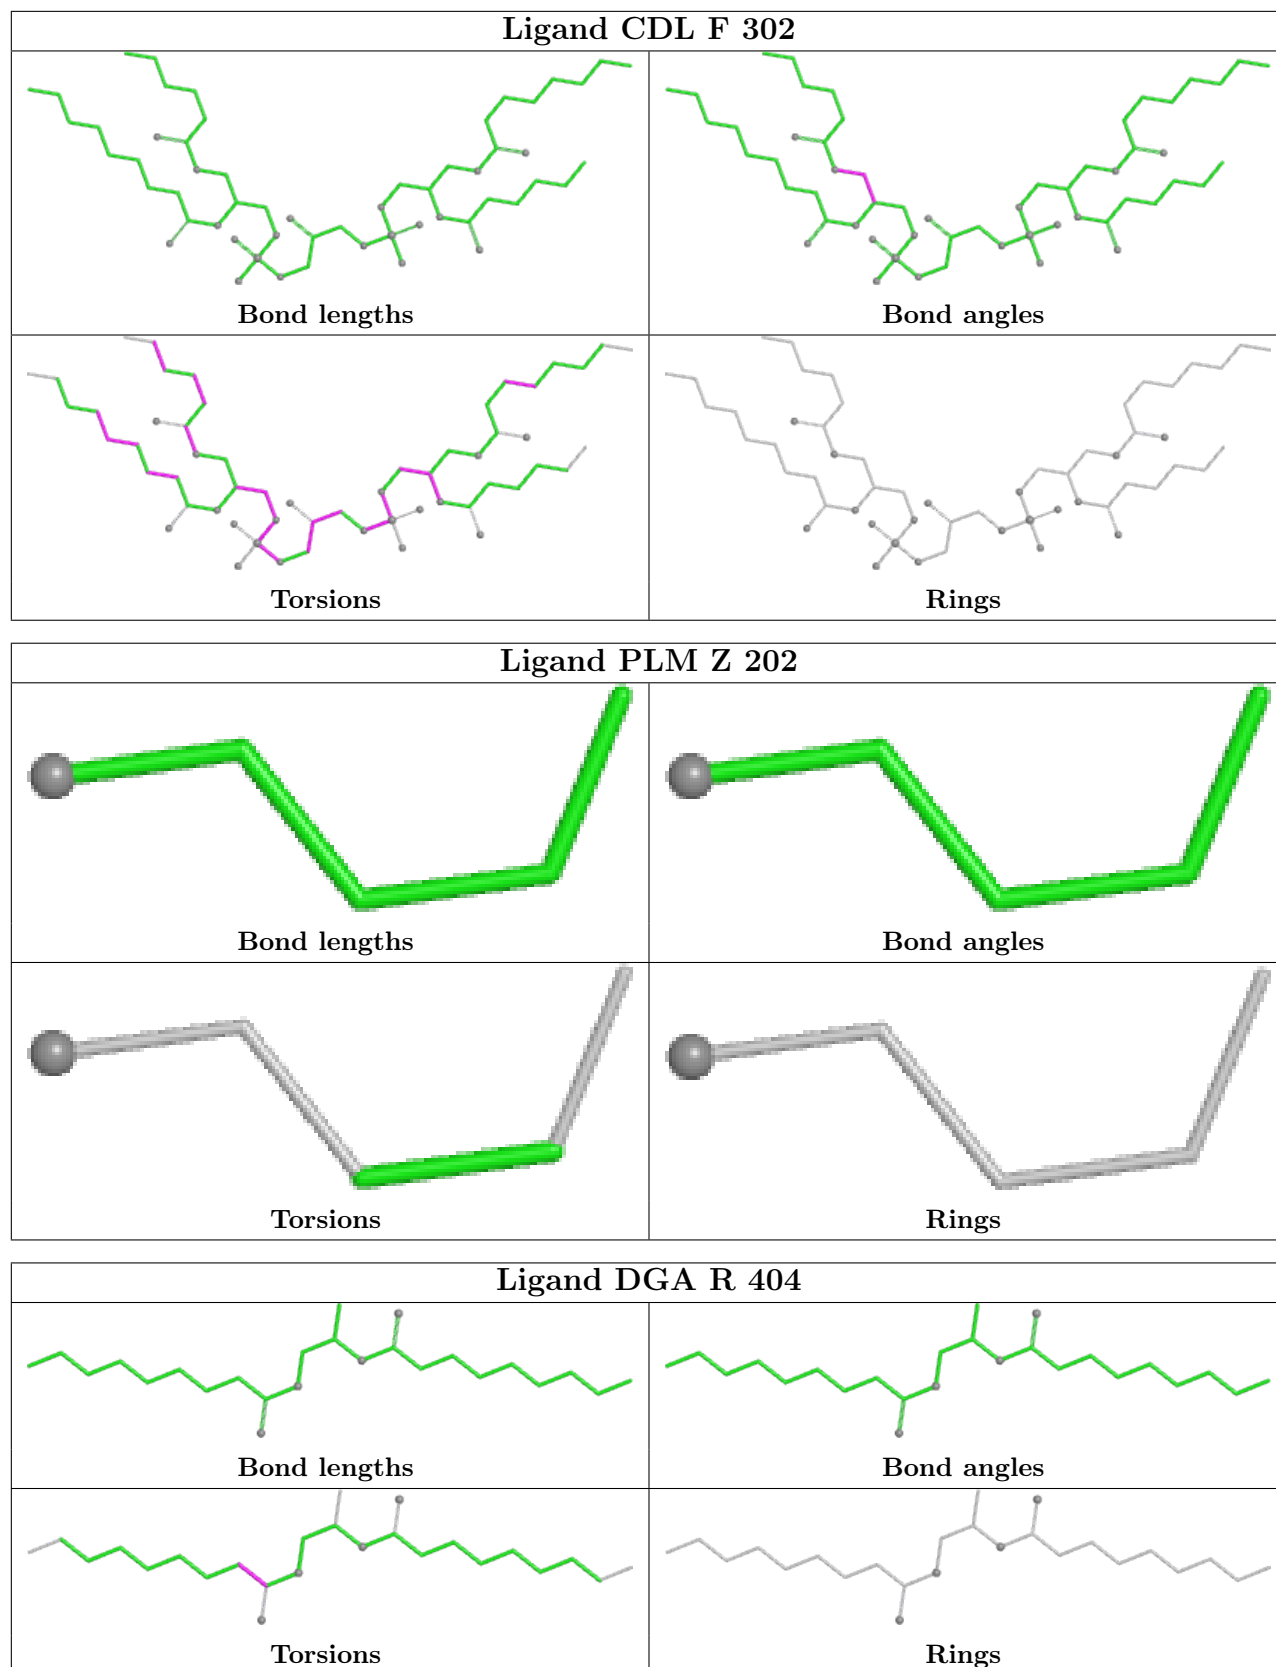 Ligand CDL F 302
Bond lengths
Bond angles
Torsions
Rings
Ligand PLM Z 202
Bond lengths
Bond angles
Torsions
Rings
Ligand DGA R 404
Bond lengths
Bond angles
Torsions
Rings